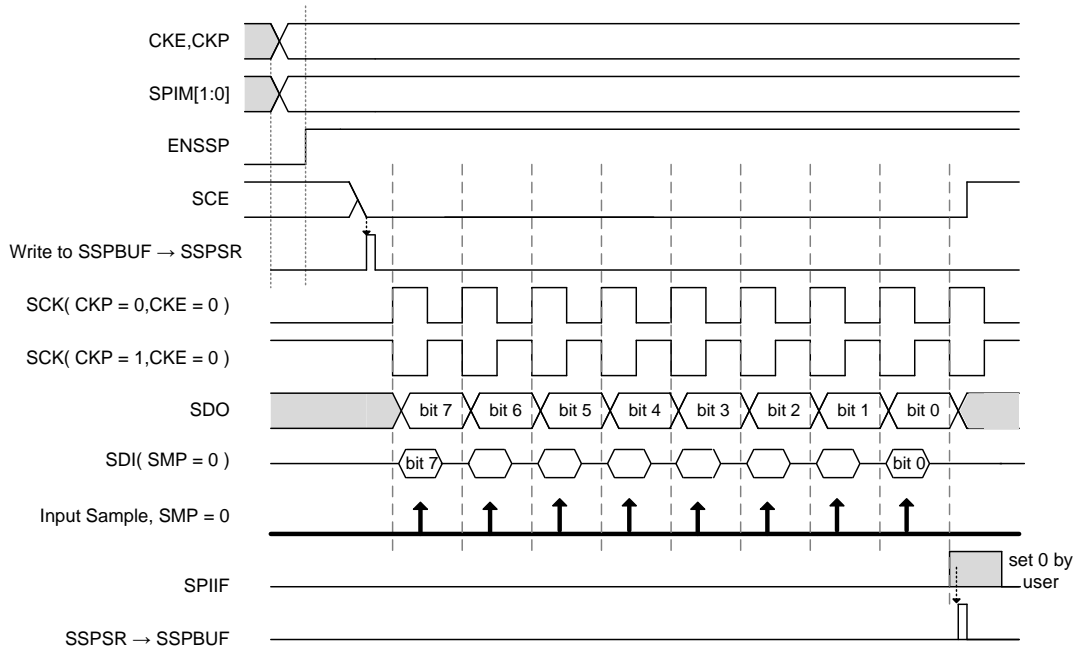 CKE,CKP
SPIM[1:0]
ENSSP
SCE
Write to SSPBUF → SSPSR
SCK( CKP = 0,CKE = 0 )
SCK( CKP = 1,CKE = 0 )
SDO
bit 7 bit 6 bit 5 bit 4 bit 3 bit 2 bit 1 bit 0
SDI( SMP = 0 )
bit 7 bit 0
Input Sample, SMP = 0
SPIIF
set 0 by
user
SSPSR → SSPBUF